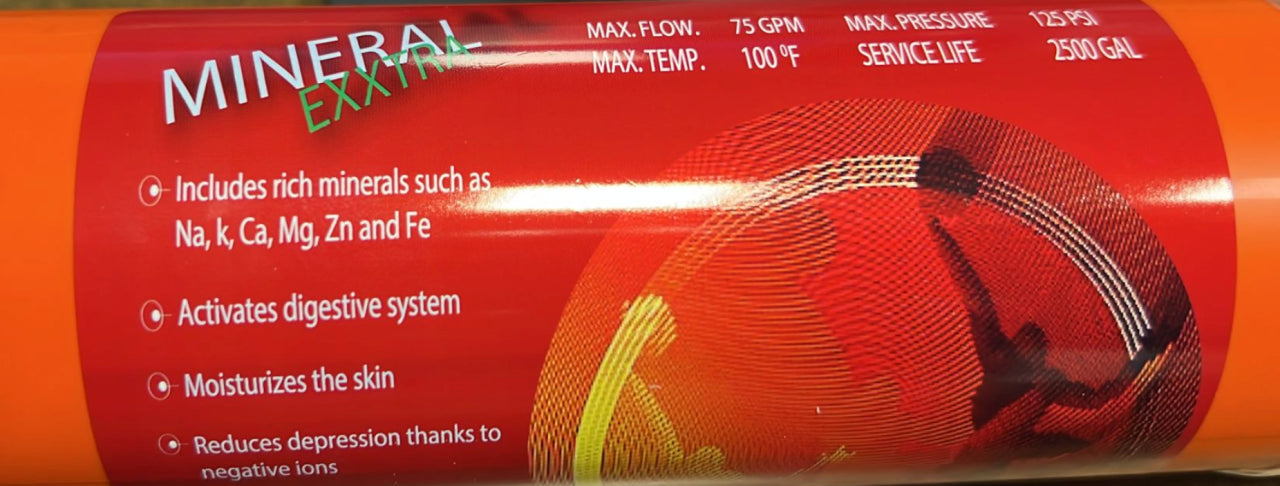 MINERAL
EXXTRA
MAX. FLOW. 75 GPM MAX. PRESSURE 125 PSI
MAX. TEMP. 100 ºF SERVICE LIFE 2500 GAL
Includes rich minerals such as
Na, k, Ca, Mg, Zn and Fe
Activates digestive system
Moisturizes the skin
Reduces depression thanks to
negative ions